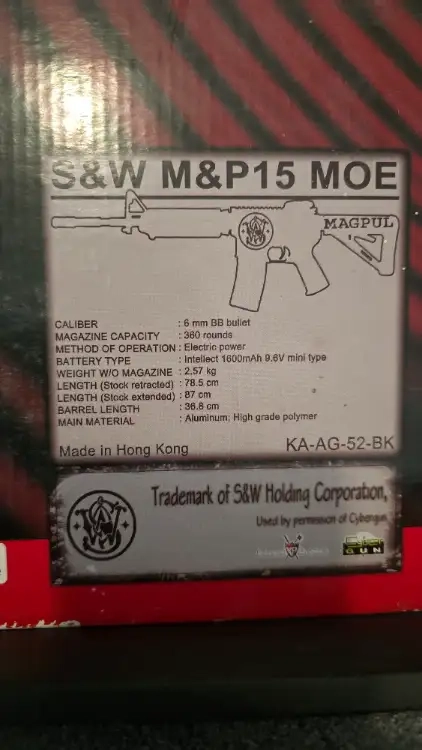 S&W M&P15 MOE
MAGPUL
CALIBER : 6 mm BB bullet
MAGAZINE CAPACITY : 360 rounds
METHOD OF OPERATION : Electric power
BATTERY TYPE : Intellect 1600mAh 9.6V mini type
WEIGHT W/O MAGAZINE : 2,57 kg
LENGTH (Stock retracted) : 78.5 cm
LENGTH (Stock extended) : 87 cm
BARREL LENGTH : 36.8 cm
MAIN MATERIAL : Aluminum; High grade polymer
Made in Hong Kong KA-AG-52-BK
Trademark of S&W Holding Corporation,
Used by permission of Cybergun
GUN